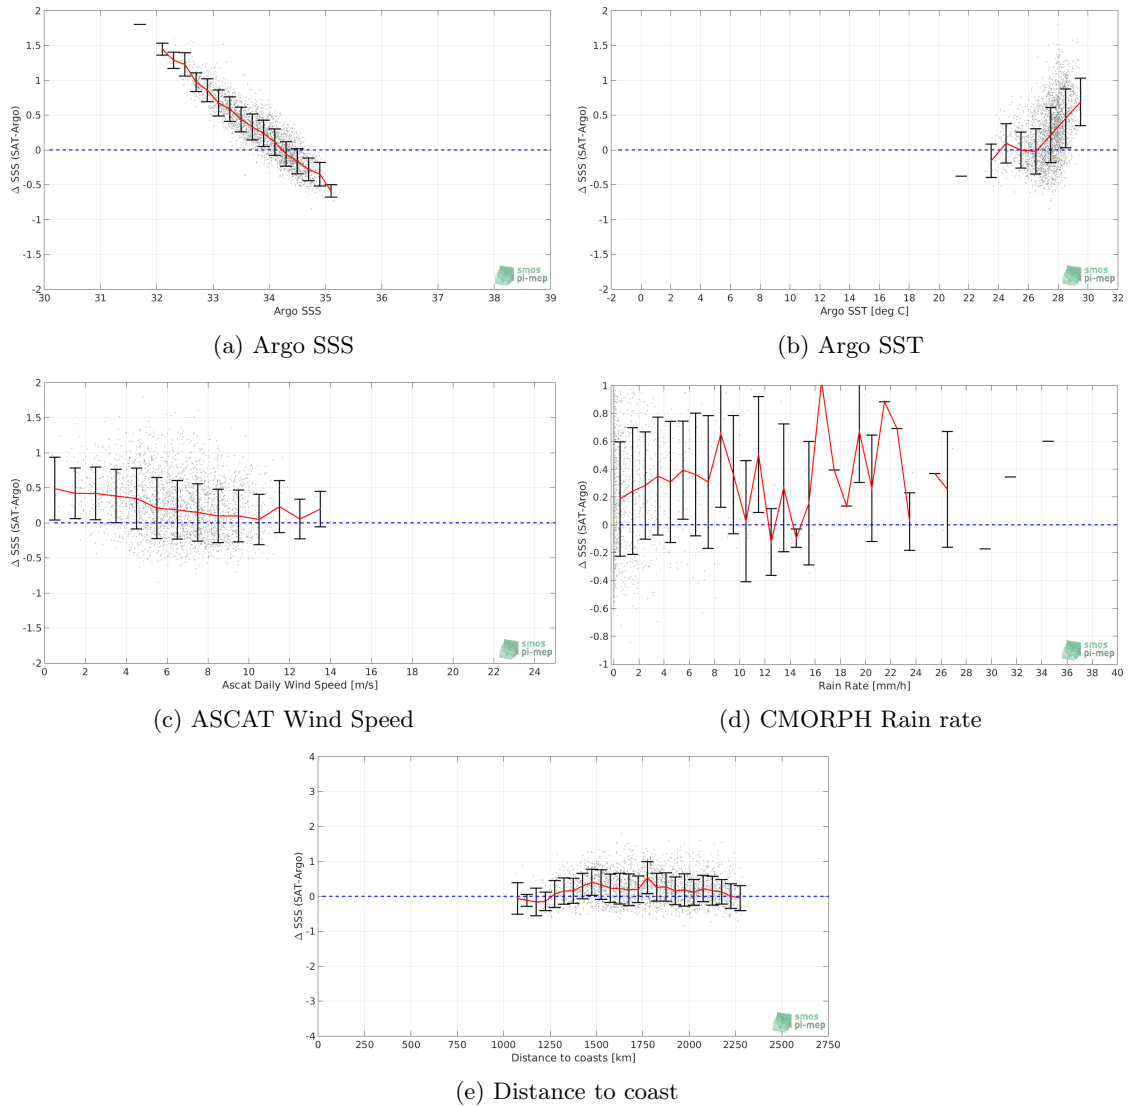 2
1.5
1
0.5
0
-0.5
-1
-1.5
-2
Δ SSS (SAT-Argo)
30 31 32 33 34 35 36 37 38 39
Argo SSS
smos
pi-mep
(a) Argo SSS
2
1.5
1
0.5
0
-0.5
-1
-1.5
-2
Δ SSS (SAT-Argo)
-2 0 2 4 6 8 10 12 14 16 18 20 22 24 26 28 30 32
Argo SST [deg C]
smos
pi-mep
(b) Argo SST
2
1.5
1
0.5
0
-0.5
-1
-1.5
-2
Δ SSS (SAT-Argo)
0 2 4 6 8 10 12 14 16 18 20 22 24
Ascat Daily Wind Speed [m/s]
smos
pi-mep
(c) ASCAT Wind Speed
1
0.8
0.6
0.4
0.2
0
-0.2
-0.4
-0.6
-0.8
-1
Δ SSS (SAT-Argo)
0 2 4 6 8 10 12 14 16 18 20 22 24 26 28 30 32 34 36 38 40
Rain Rate [mm/h]
smos
pi-mep
(d) CMORPH Rain rate
4
3
2
1
0
-1
-2
-3
-4
Δ SSS (SAT-Argo)
0 250 500 750 1000 1250 1500 1750 2000 2250 2500 2750
Distance to coasts [km]
smos
pi-mep
(e) Distance to coast